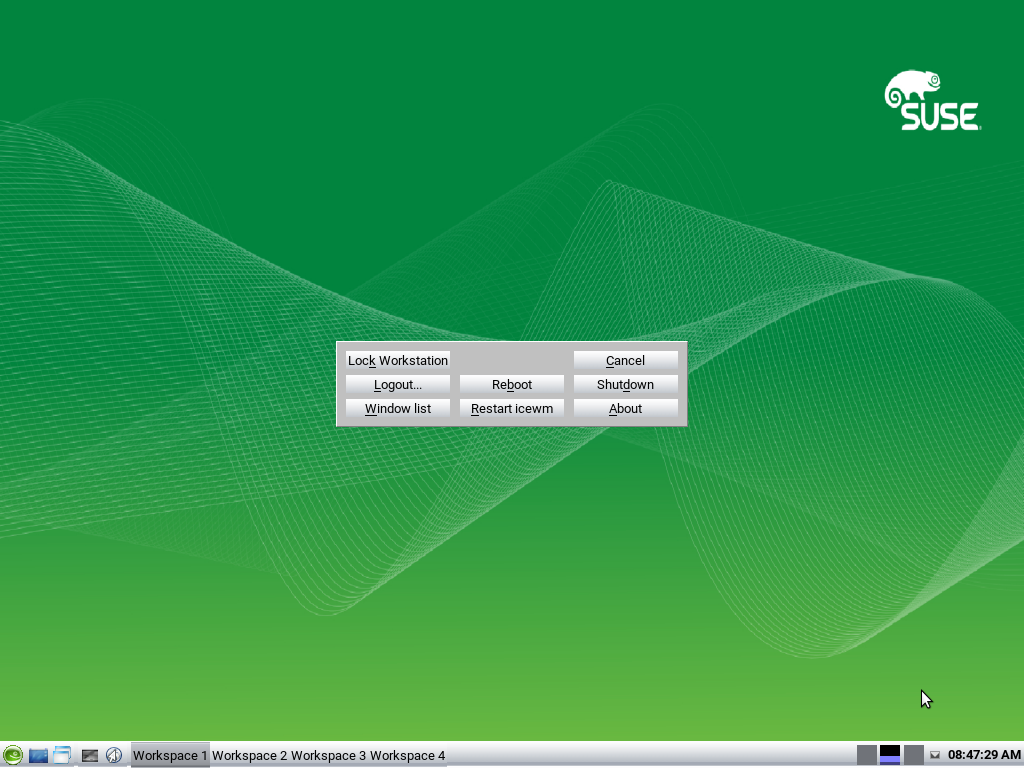 SUSE
Lock Workstation
Cancel
Logout...
Reboot
Shutdown
Window list
Restart icewm
About
Workspace 1 Workspace 2 Workspace 3 Workspace 4
08:47:29 AM